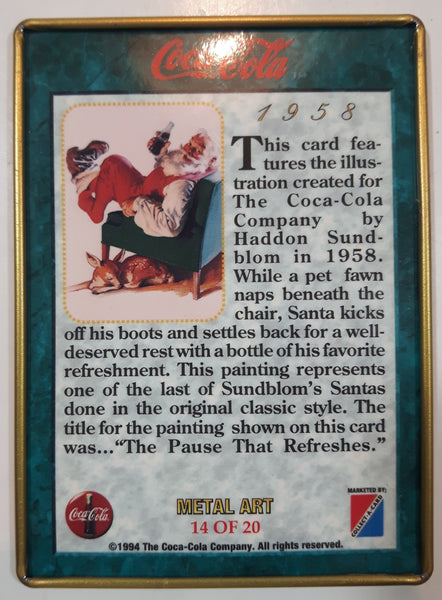 Coca-Cola
1958
This card fea-
tures the illus-
tration created for
The Coca-Cola
Company by
Haddon Sund-
blom in 1958.
While a pet fawn
naps beneath the
chair, Santa kicks
off his boots and settles back for a well-
deserved rest with a bottle of his favorite
refreshment. This painting represents
one of the last of Sundblom's Santas
done in the original classic style. The
title for the painting shown on this card
was..."The Pause That Refreshes."
MARKETED BY:
COLLECT-A-CARD
Coca-Cola
METAL ART
14 OF 20
©1994 The Coca-Cola Company. All rights reserved.